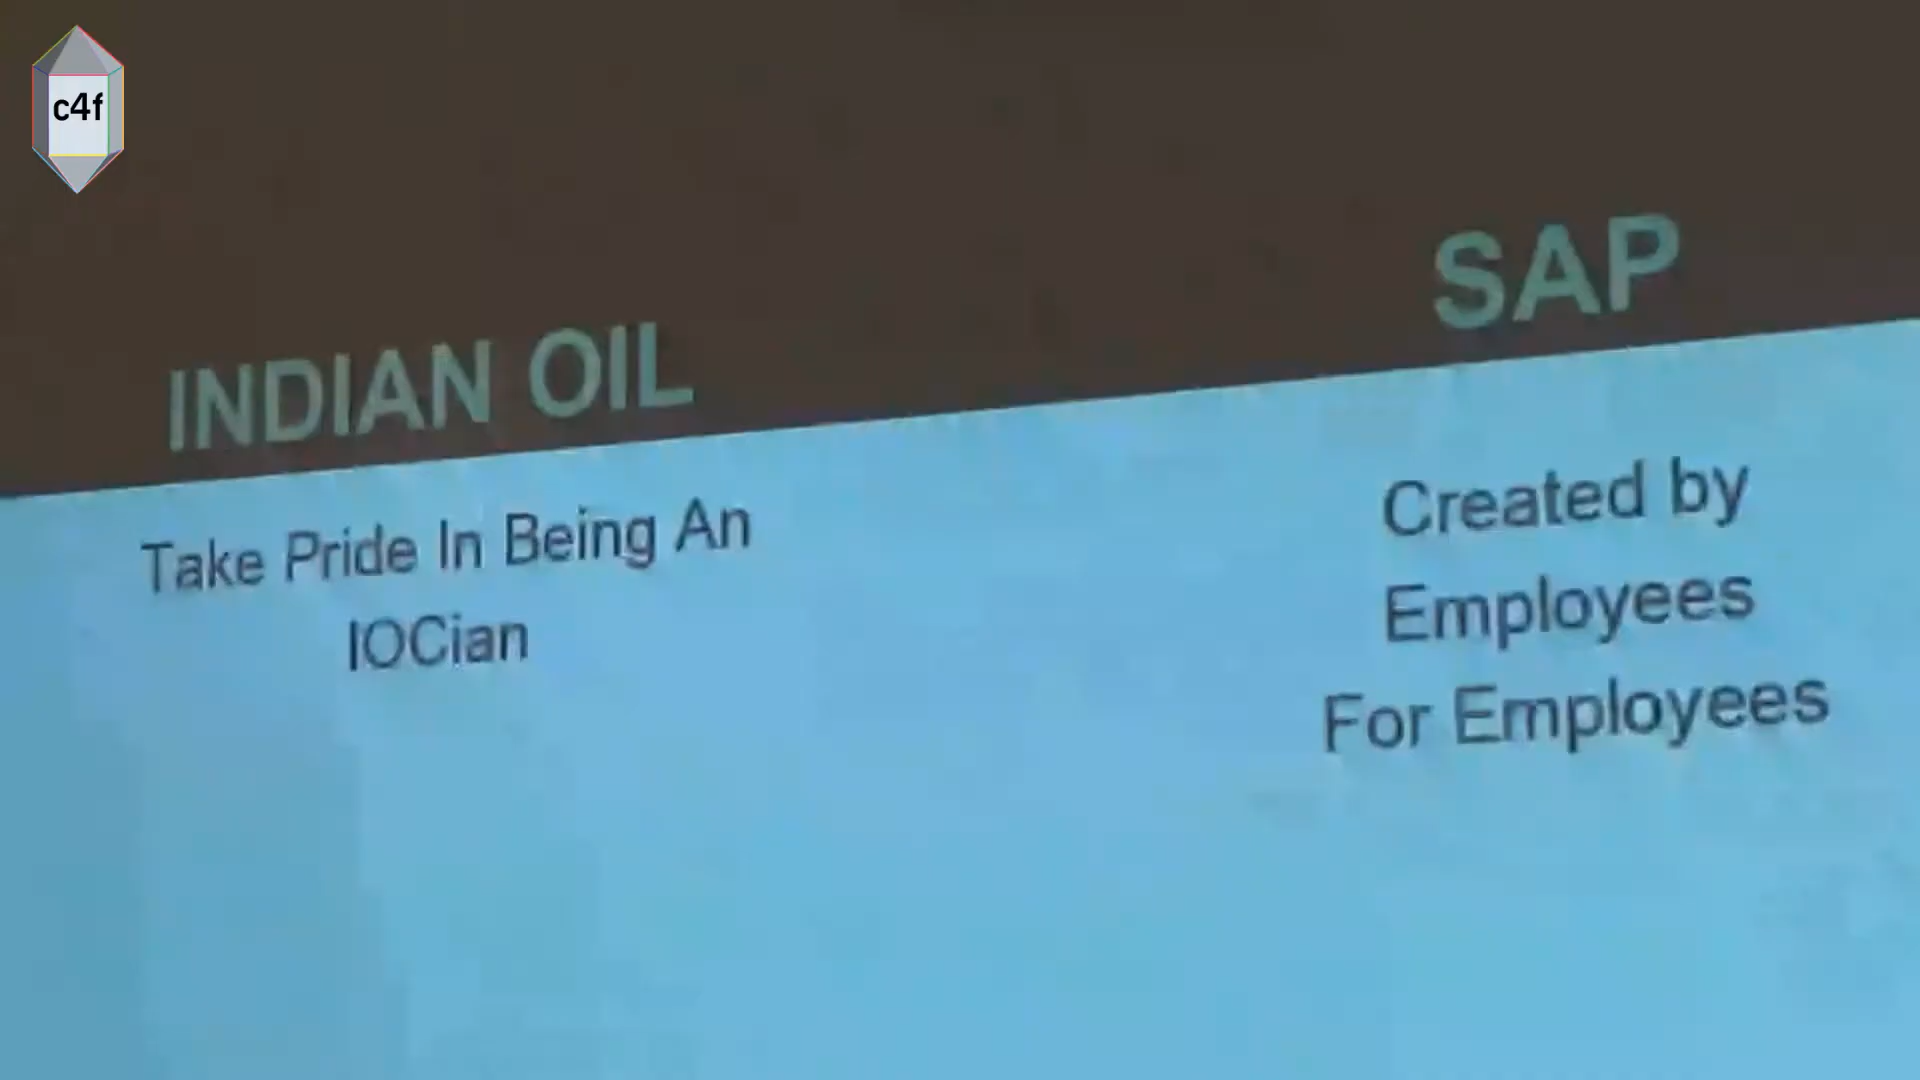 c4f
INDIAN OIL
Take Pride In Being An
IOCian
SAP
Created by
Employees
For Employees